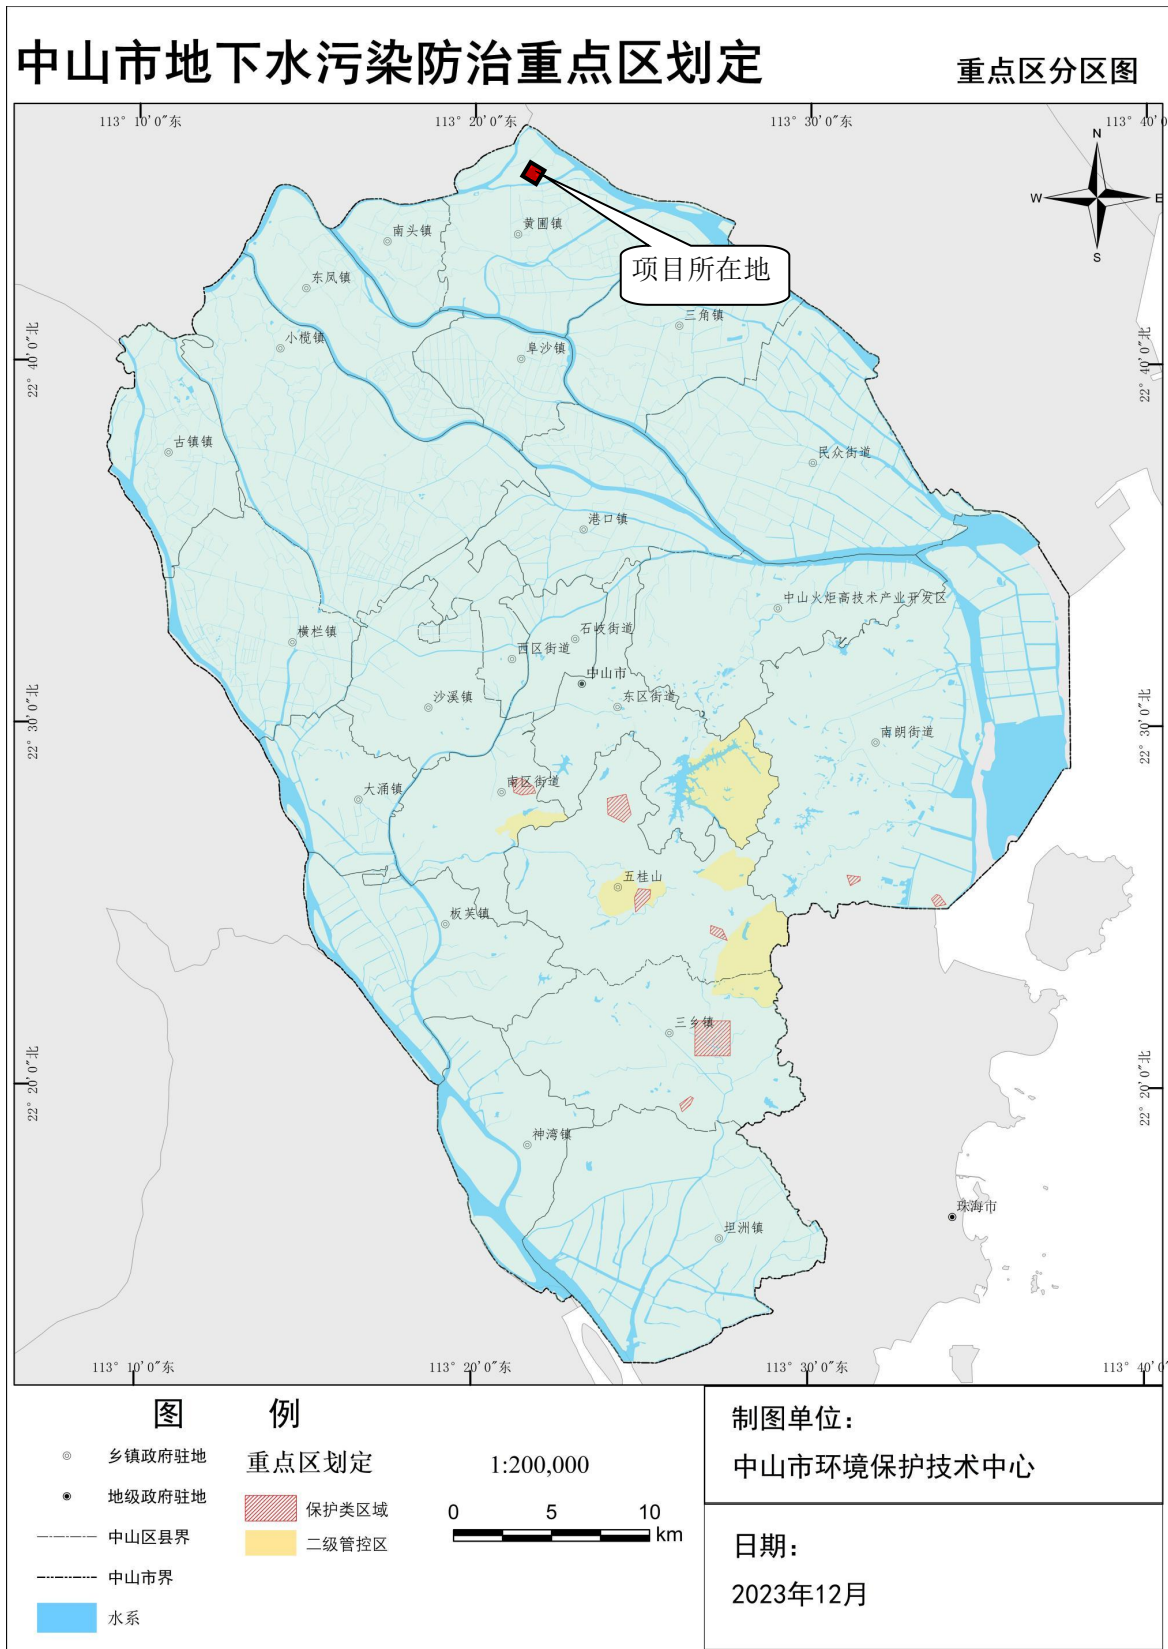 中山市地下水污染防治重点区划定
重点区分区图
113° 10′0″东
113° 20′0″东
113° 30′0″东
113° 40′0
N
W
E
S
南头镇
黄圃镇
项目所在地
东凤镇
小榄镇
三角镇
阜沙镇
22° 40′0″北
22° 40′0″北
古镇镇
民众街道
港口镇
中山火炬高技术产业开发区
横栏镇
石岐街道
西区街道
中山市
沙溪镇
东区街道
22° 30′0″北
22° 30′0″北
南朗街道
大涌镇
南区街道
五桂山
板芙镇
三乡镇
22° 20′0″北
22° 20′0″北
神湾镇
坦洲镇
珠海市
113° 10′0″东
113° 20′0″东
113° 30′0″东
113° 40′0
图 例
乡镇政府驻地
地级政府驻地
中山区县界
中山市界
水系
重点区划定
保护类区域
二级管控区
1:200,000
0 5 10
km
制图单位：
中山市环境保护技术中心
日期：
2023年12月